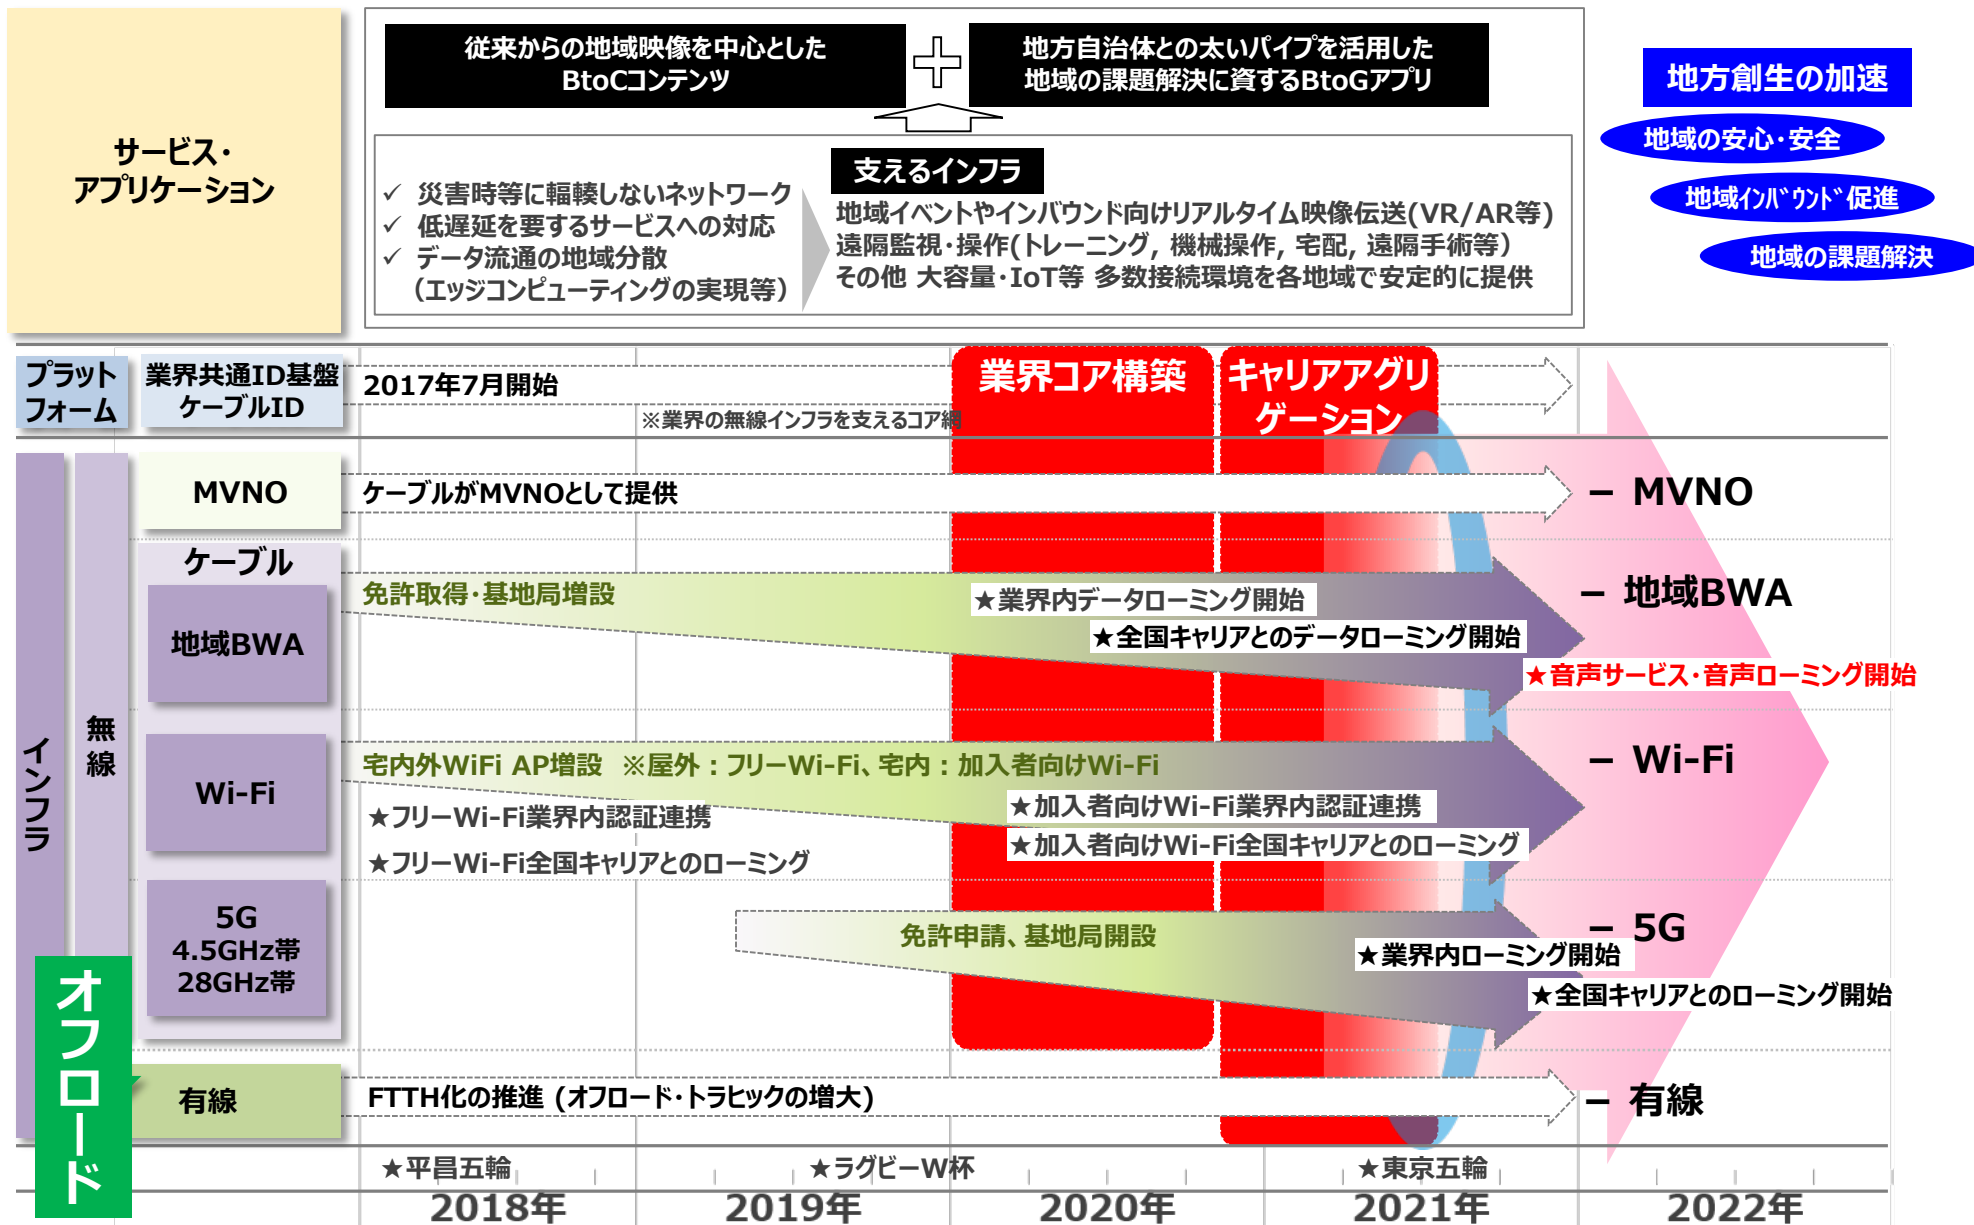 サービス・
アプリケーション
従来からの地域映像を中心とした
BtoCコンテンツ
地方自治体との太いパイプを活用した
地域の課題解決に資するBtoGアプリ
✓ 災害時等に輻輳しないネットワーク
✓ 低遅延を要するサービスへの対応
✓ データ流通の地域分散
（エッジコンピューティングの実現等）
支えるインフラ
地域イベントやインバウンド向けリアルタイム映像伝送(VR/AR等)
遠隔監視・操作(トレーニング, 機械操作, 宅配, 遠隔手術等）
その他 大容量・IoT等 多数接続環境を各地域で安定的に提供
地方創生の加速
地域の安心・安全
地域ｲﾝﾊﾞｳﾝﾄﾞ促進
地域の課題解決
プラット
フォーム
業界共通ID基盤
ケーブルID
2017年7月開始
※業界の無線インフラを支えるコア網
業界コア構築
キャリアアグリ
ゲーション
インフラ
無線
MVNO
ケーブルがMVNOとして提供
– MVNO
ケーブル
地域BWA
免許取得・基地局増設
★業界内データローミング開始
★全国キャリアとのデータローミング開始
★音声サービス・音声ローミング開始
– 地域BWA
Wi-Fi
宅内外WiFi AP増設 ※屋外：フリーWi-Fi、宅内：加入者向けWi-Fi
★フリーWi-Fi業界内認証連携
★フリーWi-Fi全国キャリアとのローミング
★加入者向けWi-Fi業界内認証連携
★加入者向けWi-Fi全国キャリアとのローミング
– Wi-Fi
5G
4.5GHz帯
28GHz帯
免許申請、基地局開設
★業界内ローミング開始
★全国キャリアとのローミング開始
– 5G
オフロード
有線
FTTH化の推進 (オフロード・トラヒックの増大)
– 有線
★平昌五輪
★ラグビーW杯
★東京五輪
2018年
2019年
2020年
2021年
2022年